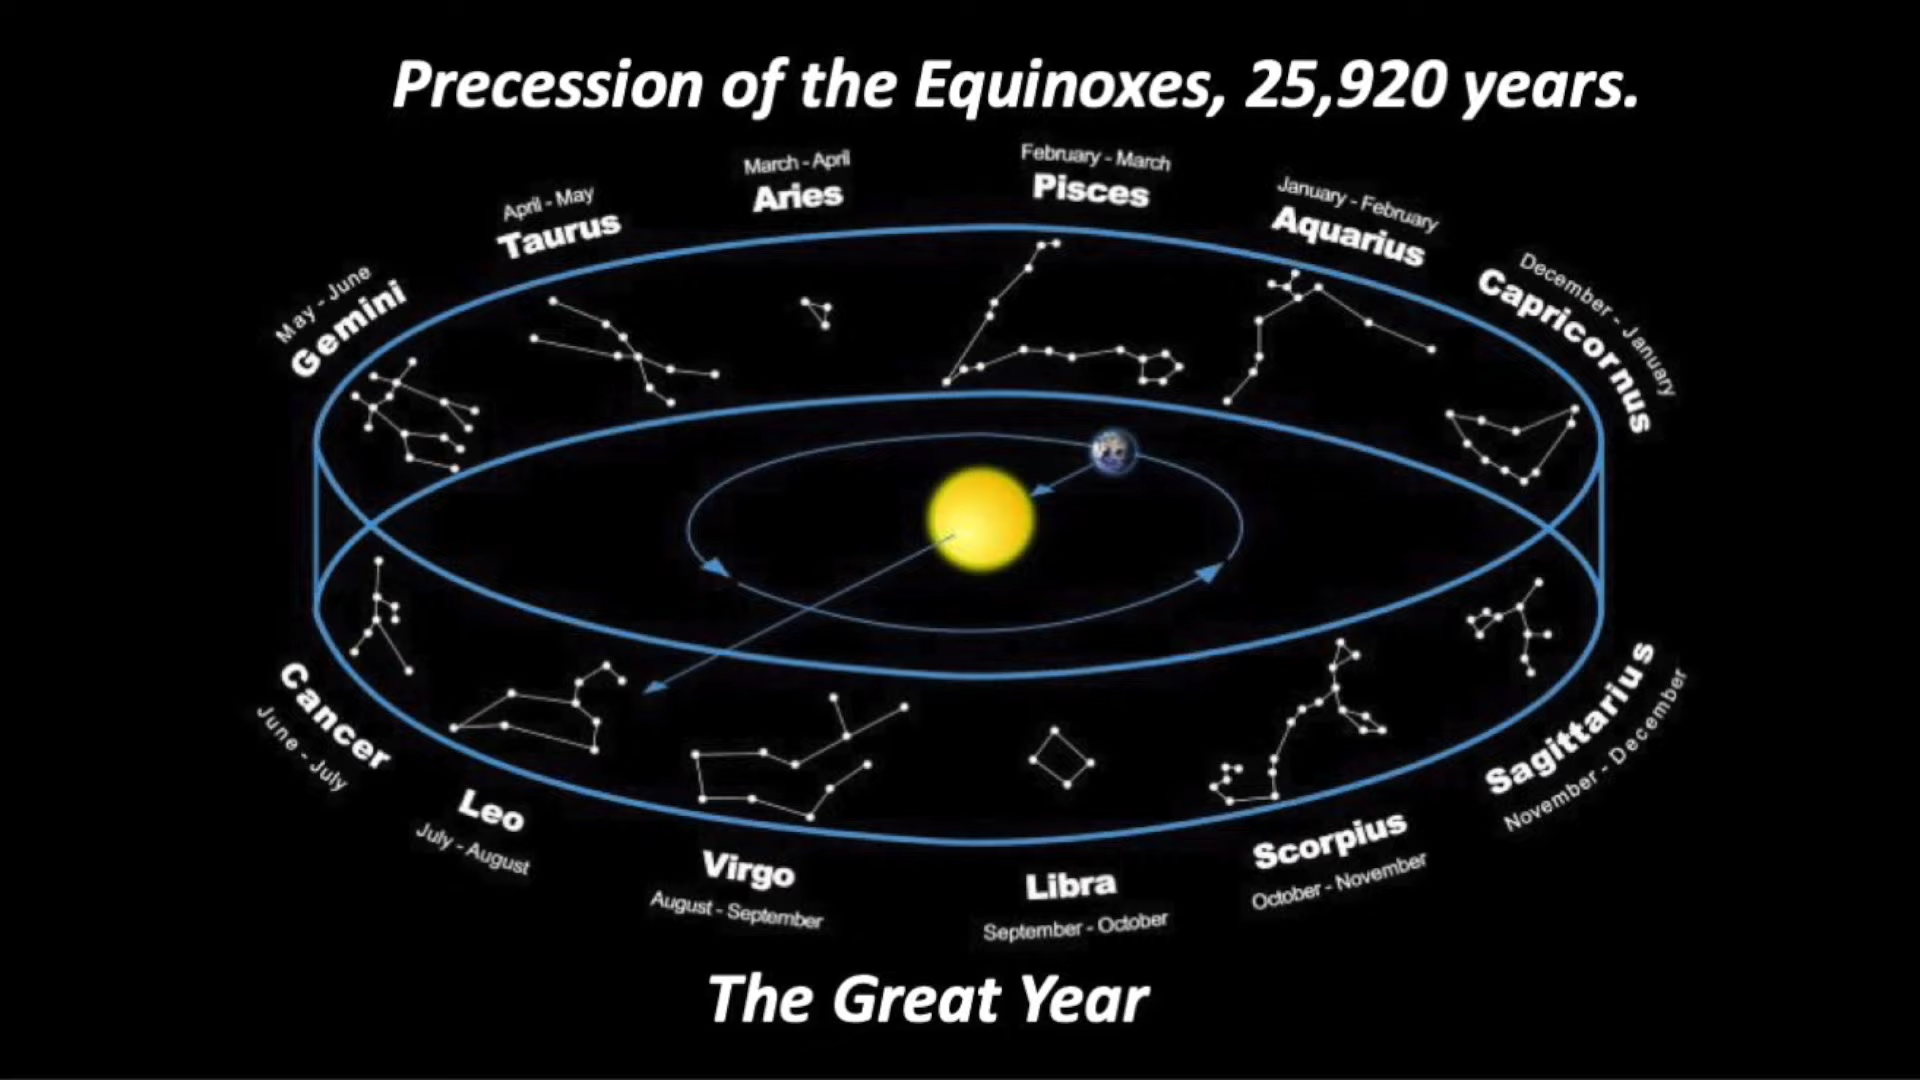 Precession of the Equinoxes, 25,920 years.
March - April
Aries
February - March
Pisces
April - May
Taurus
January - February
Aquarius
May - June
Gemini
December - January
Capricornus
Cancer
June - July
Leo
July - August
Virgo
August - September
Libra
September - October
Scorpius
October - November
Sagittarius
November - December
The Great Year